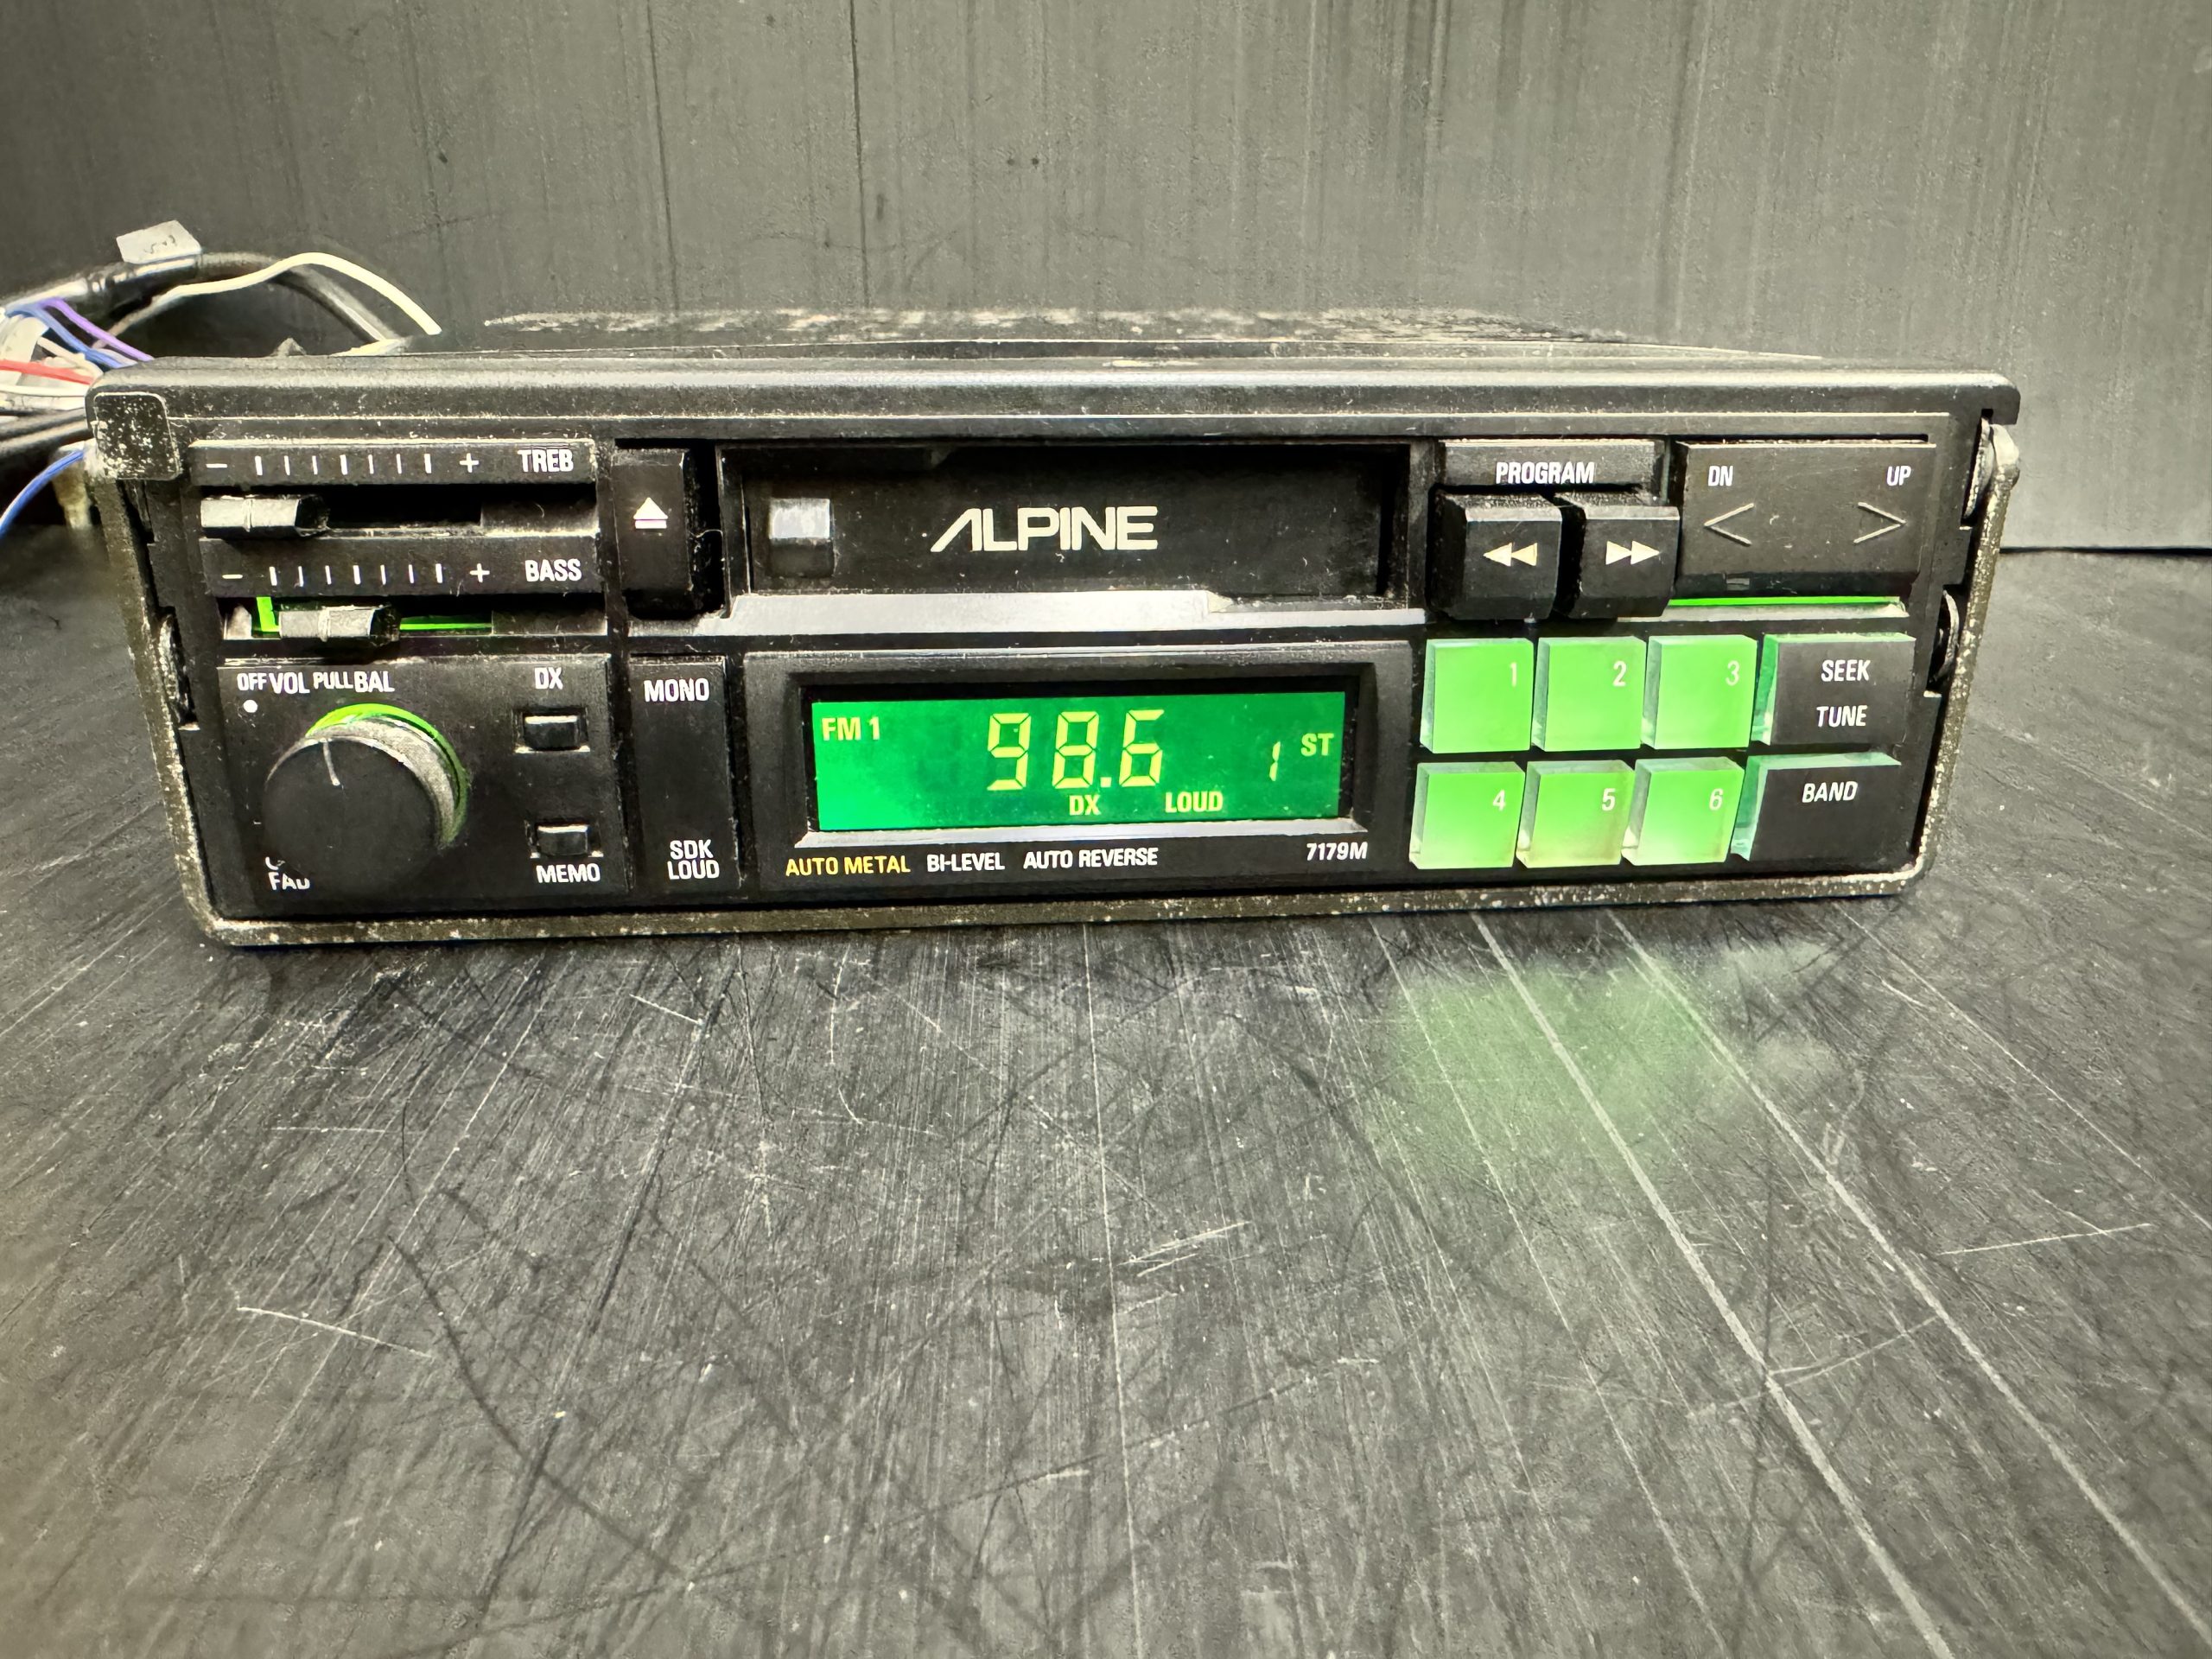 - + TREB
ALPINE
PROGRAM
DN UP
- + BASS
OFF VOL PULL BAL
DX
MONO
FM 1 98.6 1 ST
DX LOUD
1 2 3
SEEK
TUNE
4 5 6
BAND
FAD
MEMO
SDK
LOUD
AUTO METAL BI-LEVEL AUTO REVERSE
7179M